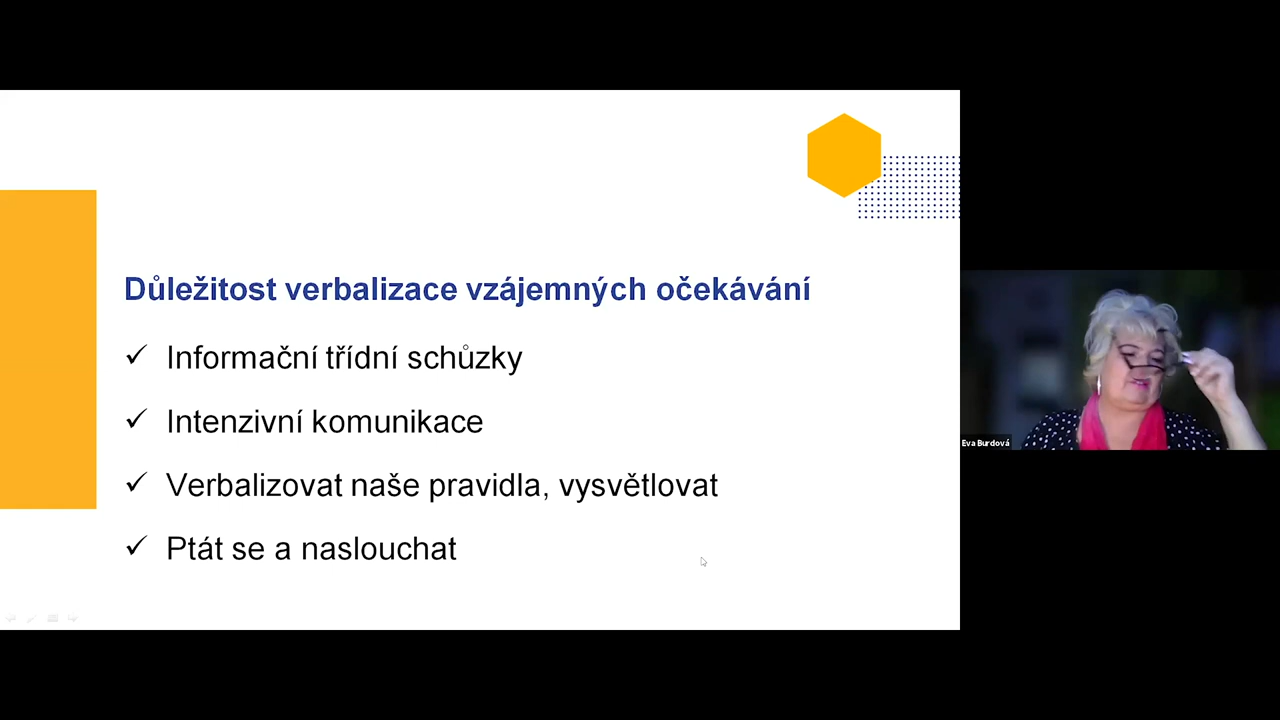 Důležitost verbalizace vzájemných očekávání
Informační třídní schůzky
Intenzivní komunikace
Verbalizovat naše pravidla, vysvětlovat
Ptát se a naslouchat
Eva Burdová